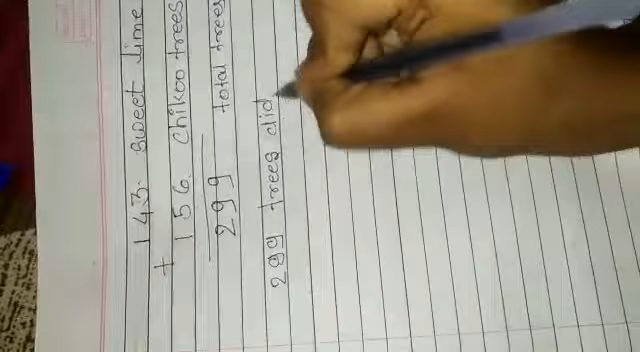 143. sweet lime
+ 156. chikoo trees
299 total trees
299 trees did